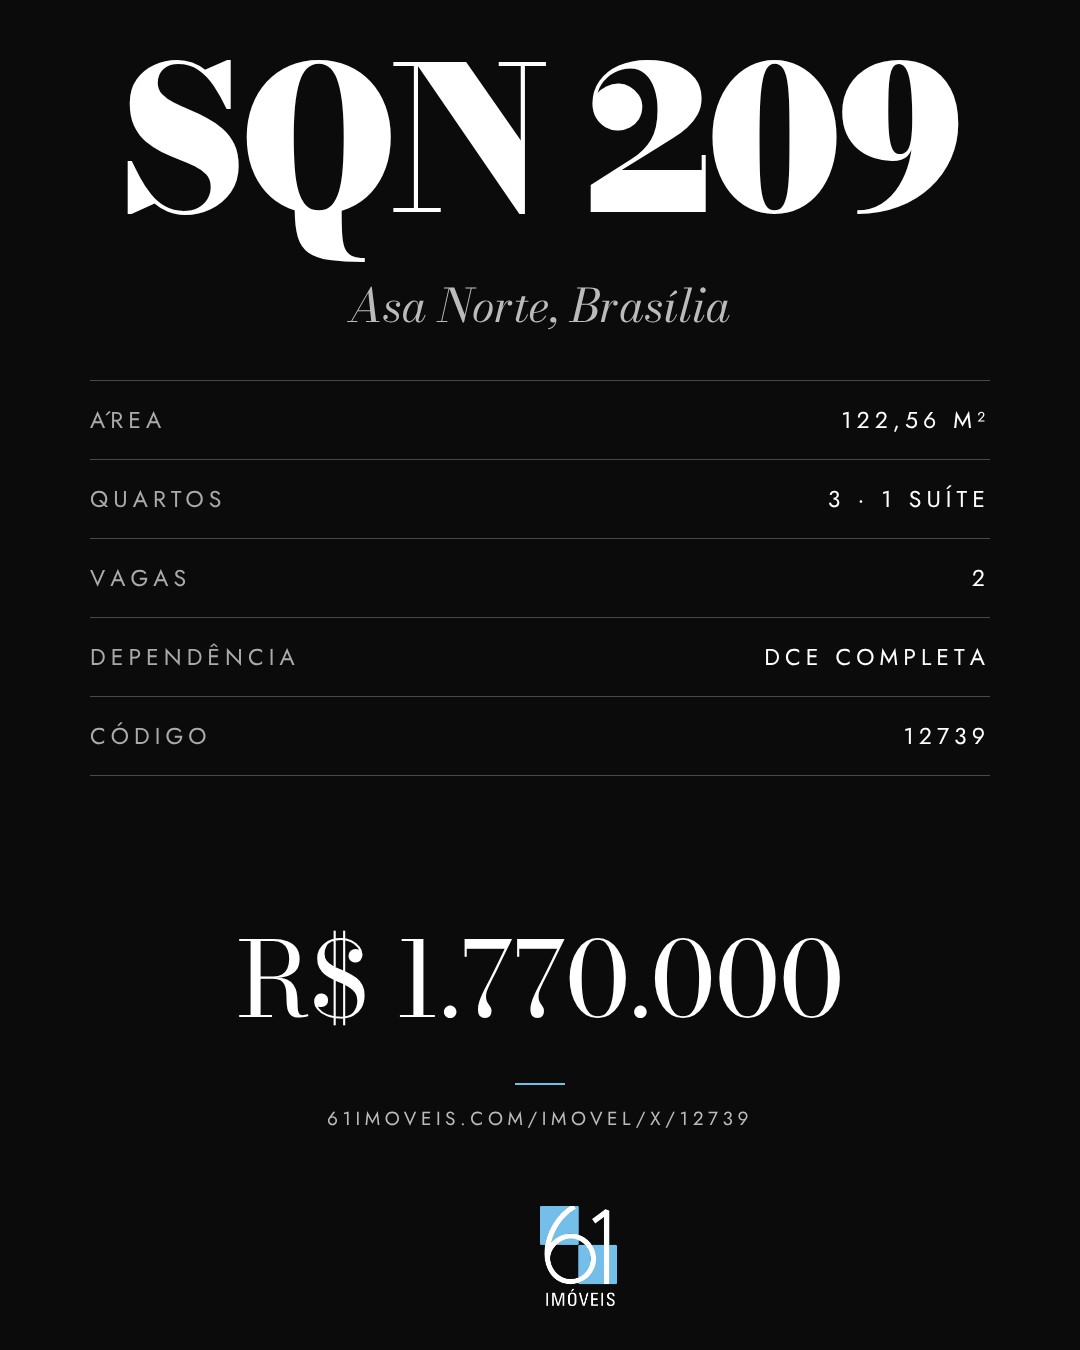 SQN 209
Asa Norte, Brasília
ÁREA 122,56 M²
QUARTOS 3 · 1 SUÍTE
VAGAS 2
DEPENDÊNCIA DCE COMPLETA
CÓDIGO 12739
R$ 1.770.000
61IMOVEIS.COM/IMOVEL/X/12739
61
IMÓVEIS